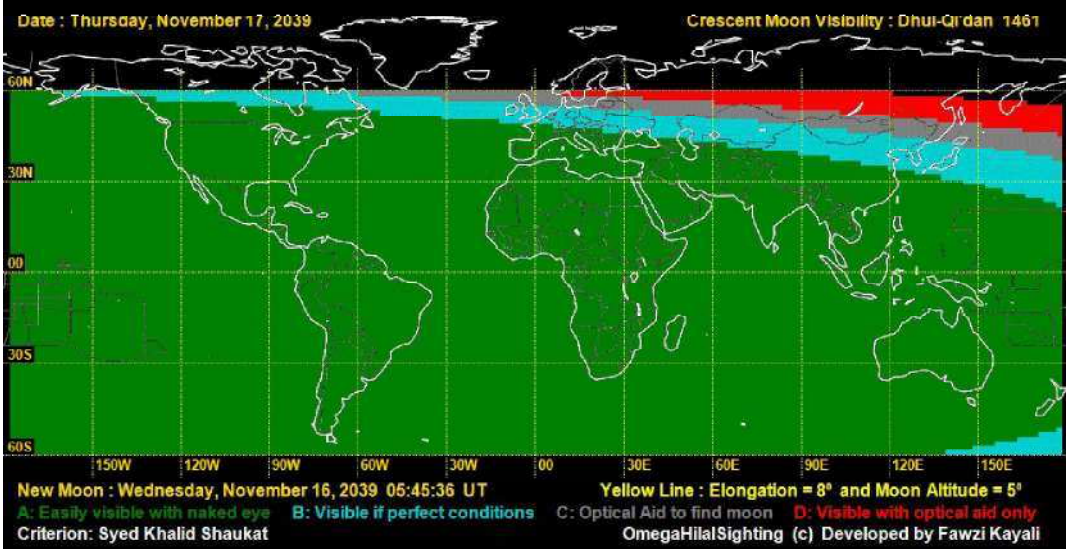 Date : Thursday, November 17, 2039
Crescent Moon Visibility : Dhul-Qi'dah 1461
60N
30N
00
30S
60S
150W 120W 90W 60W 30W 00 30E 60E 90E 120E 150E
New Moon : Wednesday, November 16, 2039 05:45:36 UT
Yellow Line : Elongation = 8° and Moon Altitude = 5°
A: Easily visible with naked eye B: Visible if perfect conditions C: Optical Aid to find moon D: Visible with optical aid only
Criterion: Syed Khalid Shaukat
OmegaHilalSighting (c) Developed by Fawzi Kayali